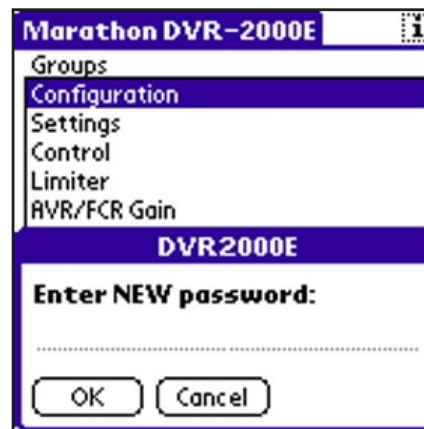 Marathon DVR-2000E i
Groups
Configuration
Settings
Control
Limiter
AVR/FCR Gain
DVR2000E
Enter NEW password:
OK Cancel